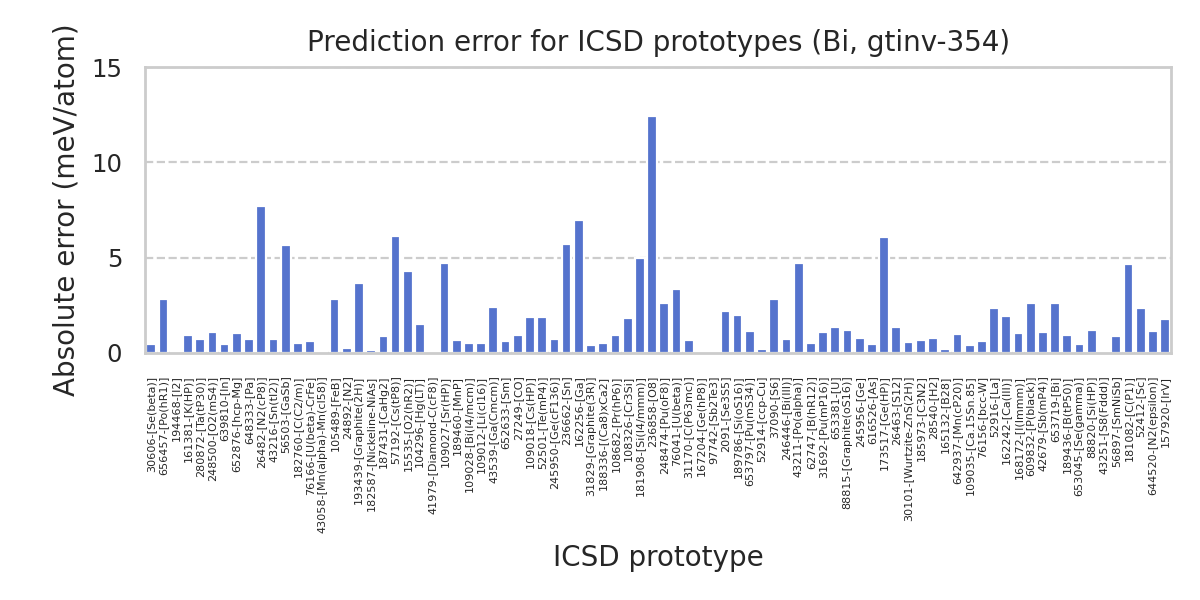 Prediction error for ICSD prototypes (Bi, gtinv-354)
Absolute error (meV/atom)
15
10
5
0
30606-[Se(beta)]
656457-[Po(hR1)]
194468-[I2]
161381-[K(HP)]
280872-[Ta(tP30)]
248500-[O2(mS4)]
639810-[In]
652876-[hcp-Mg]
648333-[Pa]
26482-[N2(cP8)]
43216-[Sn(tI2)]
56503-[GaSb]
182760-[C(C2/m)]
76166-[U(beta)-CrFe]
43058-[Mn(alpha)-Mn(cI58)]
105489-[FeB]
24892-[N2]
193439-[Graphite(2H)]
182587-[Nickeline-NiAs]
187431-[CaHg2]
57192-[Cs(tP8)]
15535-[O2(hR2)]
104296-[Hg(LT)]
41979-[Diamond-C(cF8)]
109027-[Sr(HP)]
189460-[MnP]
109028-[Bi(I4/mcm)]
109012-[Li(cI16)]
43539-[Ga(Cmcm)]
652633-[Sm]
27249-[CO]
109018-[Cs(HP)]
52501-[Te(mP4)]
245950-[Ge(cF136)]
236662-[Sn]
162256-[Ga]
31829-[Graphite(3R)]
188336-[(Ca8)xCa2]
108682-[Pr(hP6)]
108326-[Cr3Si]
181908-[Si(I4/mmm)]
236858-[O8]
248474-[Pu(oF8)]
76041-[U(beta)]
31170-[C(P63mc)]
167204-[Ge(hP8)]
97742-[Sb2Te3]
2091-[Se3S5]
189786-[Si(oS16)]
653797-[Pu(mS34)]
52914-[ccp-Cu]
37090-[S6]
246446-[Bi(III)]
43211-[Po(alpha)]
62747-[B(hR12)]
31692-[Pu(mP16)]
653381-[U]
88815-[Graphite(oS16)]
245956-[Ge]
616526-[As]
173517-[Ge(HP)]
24633-[S12]
30101-[Wurtzite-ZnS(2H)]
185973-[C3N2]
28540-[H2]
165132-[B28]
642937-[Mn(cP20)]
109035-[Ca.15Sn.85]
76156-[bcc-W]
52916-[La]
162242-[Ca(III)]
168172-[I(Immm)]
609832-[P(black)]
42679-[Sb(mP4)]
653719-[Bi]
189436-[B(tP50)]
653045-[Se(gamma)]
88820-[Si(HP)]
43251-[S8(Fddd)]
56897-[SmNiSb]
181082-[C(P1)]
52412-[Sc]
644520-[N2(epsilon)]
157920-[IrV]
ICSD prototype